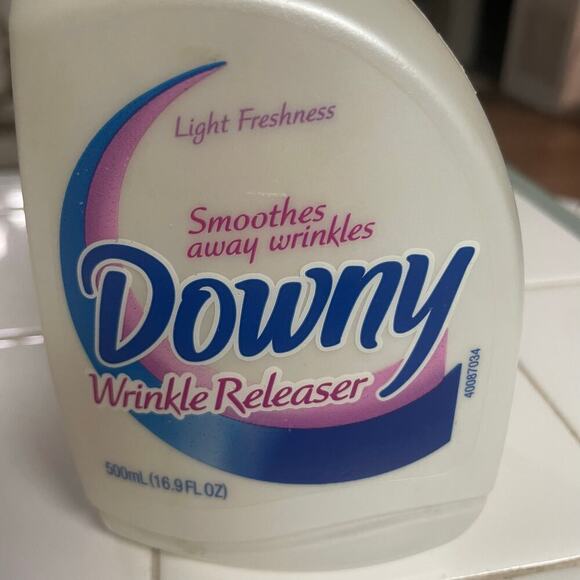 Light Freshness
Smoothes
away wrinkles
Downy
Wrinkle Releaser
40087034
500mL (16.9 FL OZ)